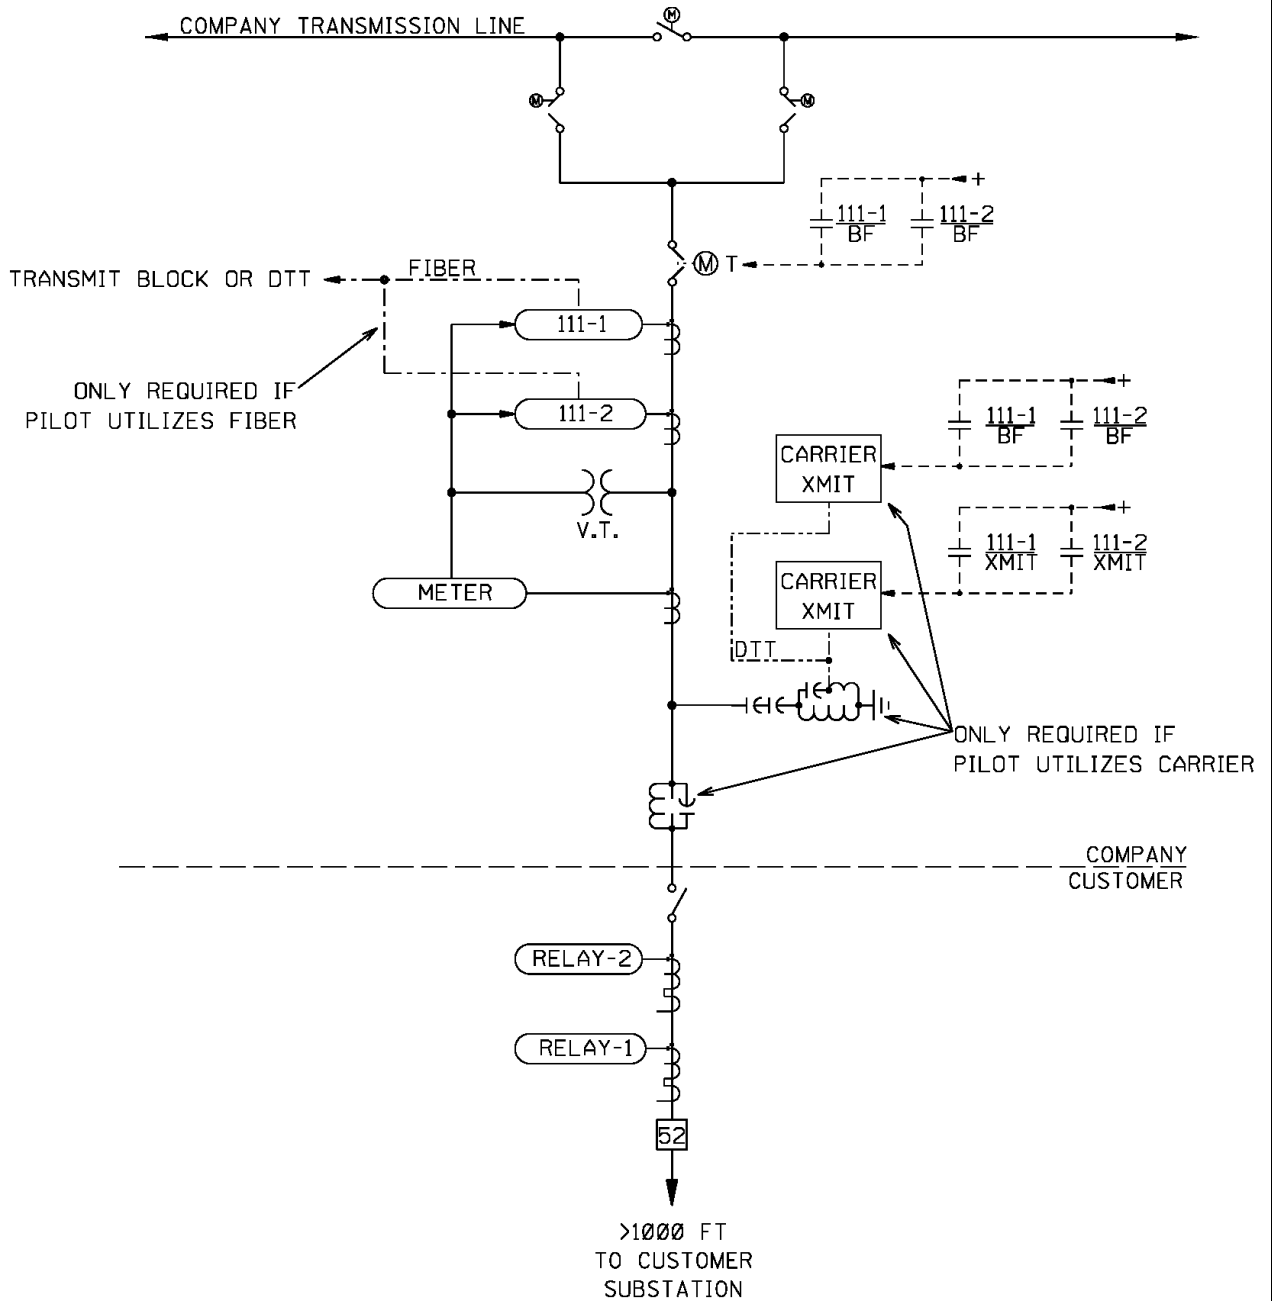 M
COMPANY TRANSMISSION LINE
M
M
111-1
BF
111-2
BF
+
M T
FIBER
TRANSMIT BLOCK OR DTT
111-1
ONLY REQUIRED IF
PILOT UTILIZES FIBER
111-2
111-1
BF
111-2
BF
+
CARRIER
XMIT
V.T.
111-1
XMIT
111-2
XMIT
+
METER
CARRIER
XMIT
DTT
ONLY REQUIRED IF
PILOT UTILIZES CARRIER
COMPANY
CUSTOMER
RELAY-2
RELAY-1
52
>1000 FT
TO CUSTOMER
SUBSTATION